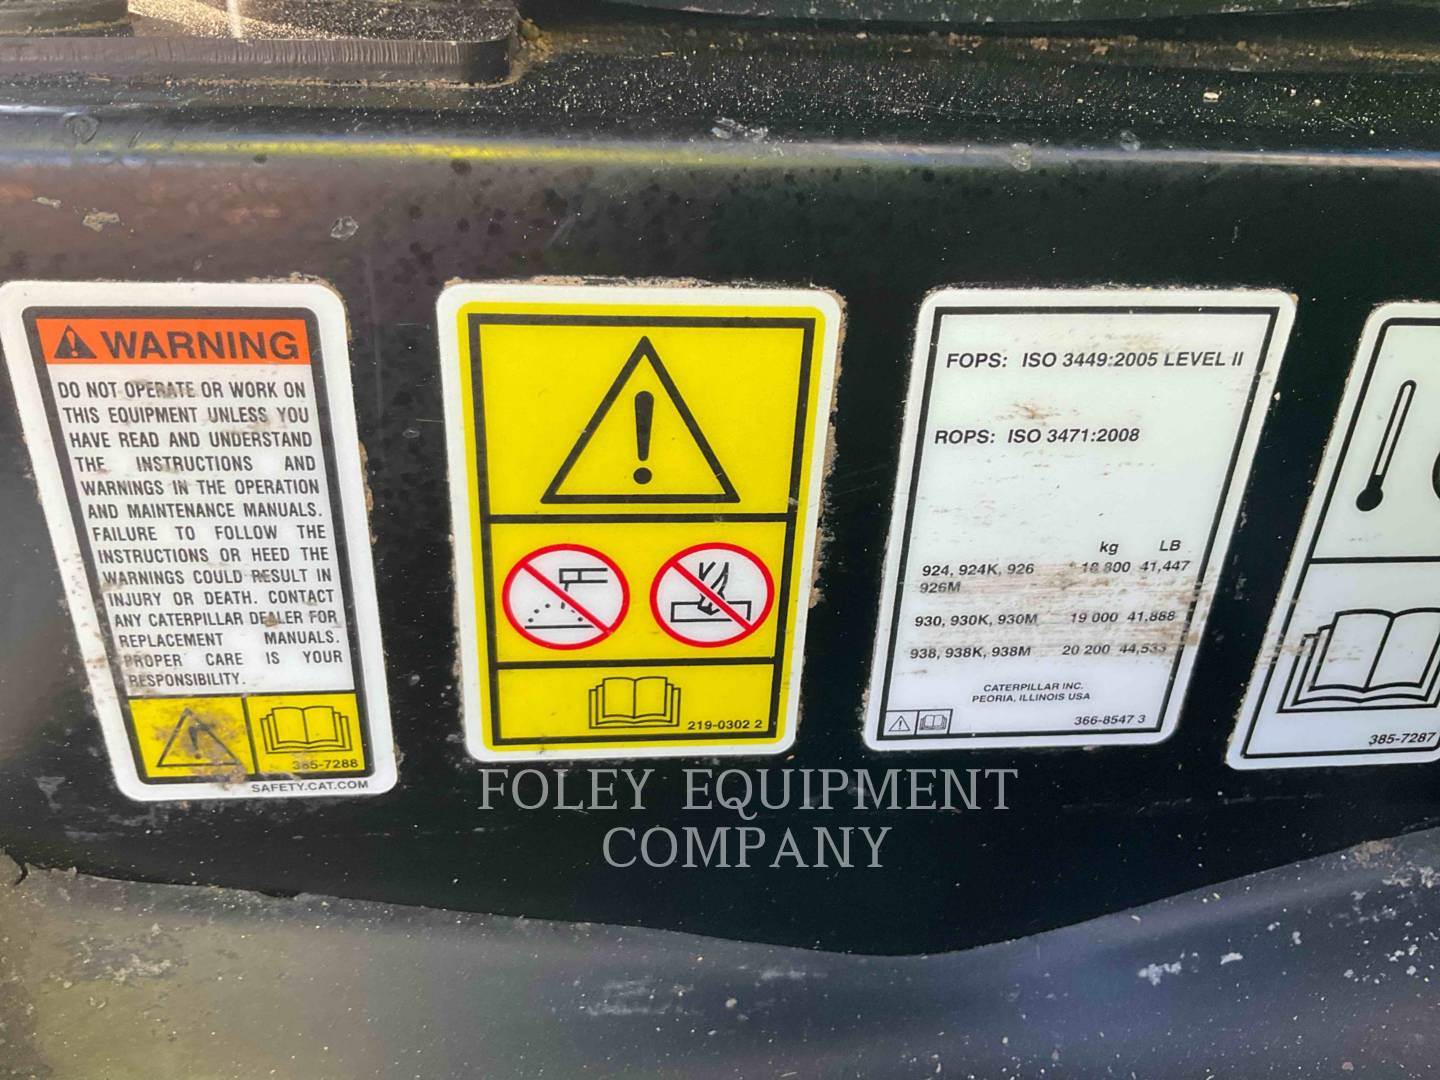 WARNING
DO NOT OPERATE OR WORK ON
THIS EQUIPMENT UNLESS YOU
HAVE READ AND UNDERSTAND
THE INSTRUCTIONS AND
WARNINGS IN THE OPERATION
AND MAINTENANCE MANUALS.
FAILURE TO FOLLOW THE
INSTRUCTIONS OR HEED THE
WARNINGS COULD RESULT IN
INJURY OR DEATH. CONTACT
ANY CATERPILLAR DEALER FOR
REPLACEMENT MANUALS.
PROPER CARE IS YOUR
RESPONSIBILITY.
385-7288
SAFETY.CAT.COM
219-0302 2
FOPS: ISO 3449:2005 LEVEL II
ROPS: ISO 3471:2008
kg LB
924, 924K, 926 18 800 41,447
926M
930, 930K, 930M 19 000 41,888
938, 938K, 938M 20 200 44,533
CATERPILLAR INC.
PEORIA, ILLINOIS USA
366-8547 3
385-7287
FOLEY EQUIPMENT
COMPANY